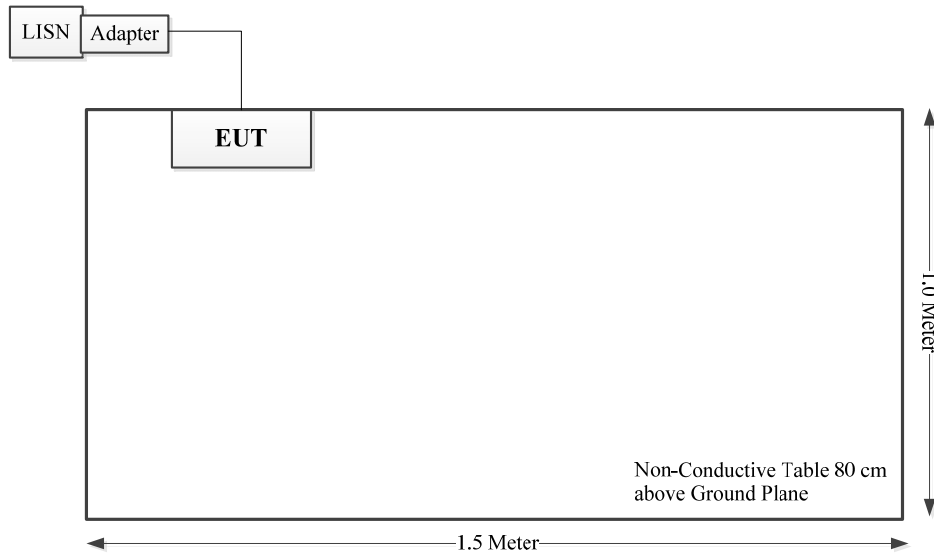 LISN
Adapter
EUT
1.0 Meter
Non-Conductive Table 80 cm
above Ground Plane
1.5 Meter